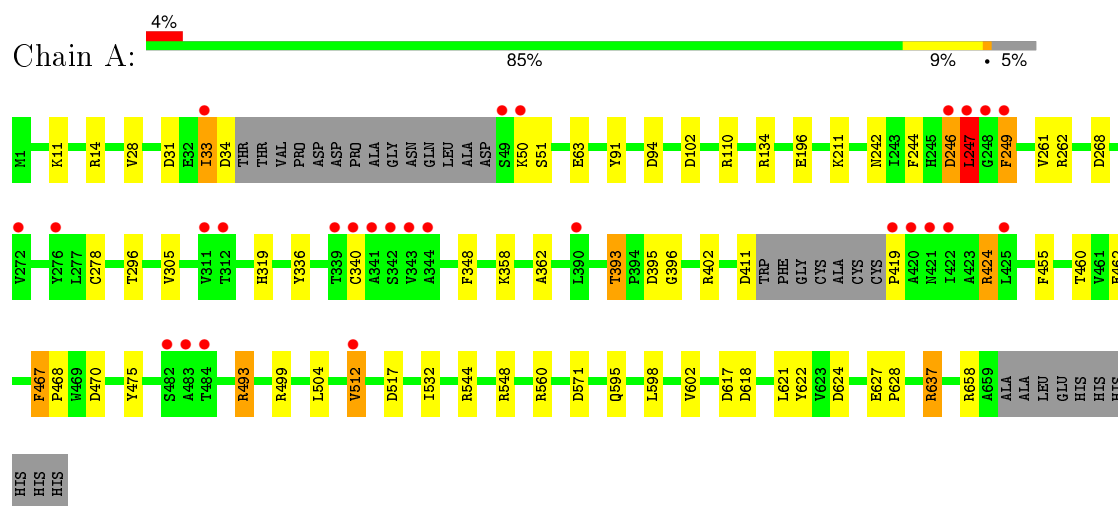 4%
Chain A:
85% 9% • 5%
M1 K11 R14 V28 D31 E32 I33 D34 THR THR VAL PRO ASP ASP PRO ALA GLY ASN GLN LEU ALA ASP S49 K50 S51 E63 Y91 D94 D102 R110 R134 E196 K211 N242 I243 F244 H245 D246 L247 G248 F249 V261 R262 D268
V272 Y276 L277 C278 T296 V305 V311 T312 H319 Y336 T339 C340 A341 S342 V343 A344 F348 K358 A362 L390 T393 P394 D395 G396 R402 D411 TRP PHE GLY CYS ALA CYS CYS P419 A420 N421 I422 A423 R424 L425 F455 T460 V461
F467 P468 W469 D470 Y475 S482 A483 T484 R493 R499 L504 V512 D517 I532 R544 R548 R560 D571 Q595 L598 V602 D617 D618 L621 Y622 V623 D624 E627 P628 R637 R658 A659 ALA ALA LEU GLU HIS HIS HIS
HIS HIS HIS